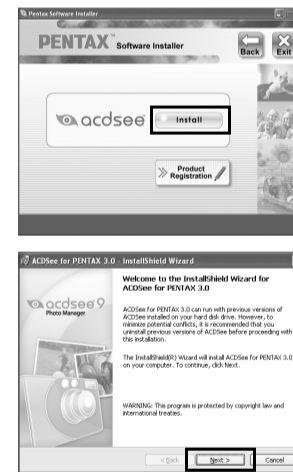 Pentax Software Installer
PENTAX Software Installer
Back
Exit
acdsee
Install
Product
Registration
ACDSee for PENTAX 3.0 - InstallShield Wizard
Welcome to the InstallShield Wizard for
ACDSee for PENTAX 3.0
acdsee 9
Photo Manager
ACDSee for PENTAX 3.0 can run with previous versions of
ACDSee installed on your hard disk drive. However, to
minimize potential conflicts, it is recommended that you
uninstall previous versions of ACDSee before proceeding with
this installation.
The InstallShield(R) Wizard will install ACDSee for PENTAX 3.0
on your computer. To continue, click Next.
WARNING: This program is protected by copyright law and
international treaties.
< Back
Next >
Cancel